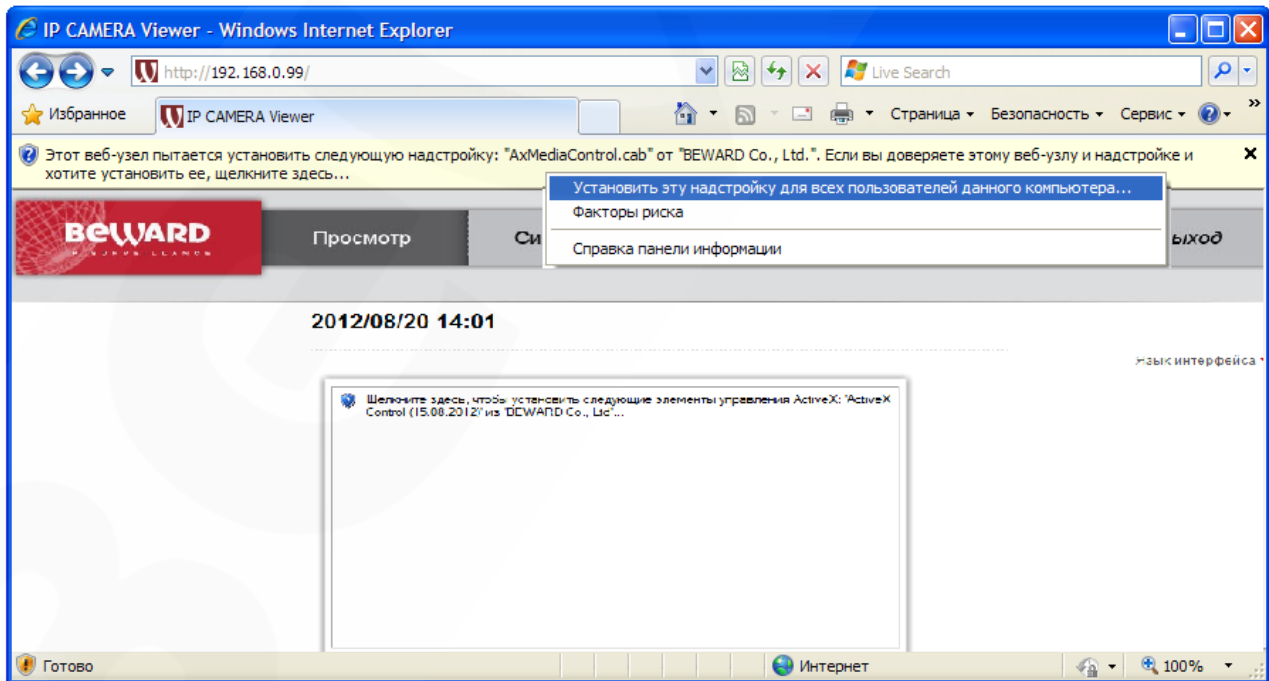 IP CAMERA Viewer - Windows Internet Explorer
http://192.168.0.99/
Live Search
Избранное
IP CAMERA Viewer
Страница
Безопасность
Сервис
Этот веб-узел пытается установить следующую надстройку: "AxMediaControl.cab" от "BEWARD Co., Ltd.". Если вы доверяете этому веб-узлу и надстройке и
хотите установить ее, щелкните здесь...
Установить эту надстройку для всех пользователей данного компьютера...
Факторы риска
Справка панели информации
BEWARD
Просмотр
Си
ыход
2012/08/20 14:01
Язык интерфейса
Щелкните здесь, чтобы установить следующие элементы управления ActiveX: 'ActiveX
Control (15.08.2012)' из 'BEWARD Co., Ltd'...
Готово
Интернет
100%